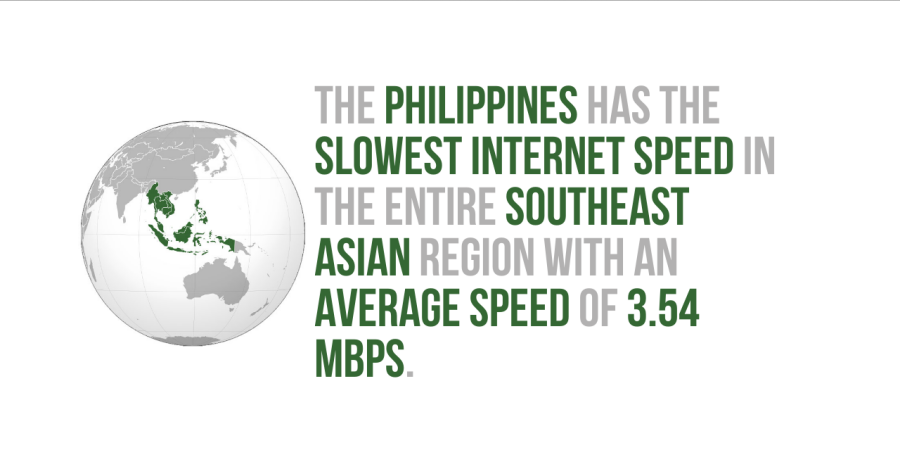 THE PHILIPPINES HAS THE
SLOWEST INTERNET SPEED IN
THE ENTIRE SOUTHEAST
ASIAN REGION WITH AN
AVERAGE SPEED OF 3.54
MBPS.